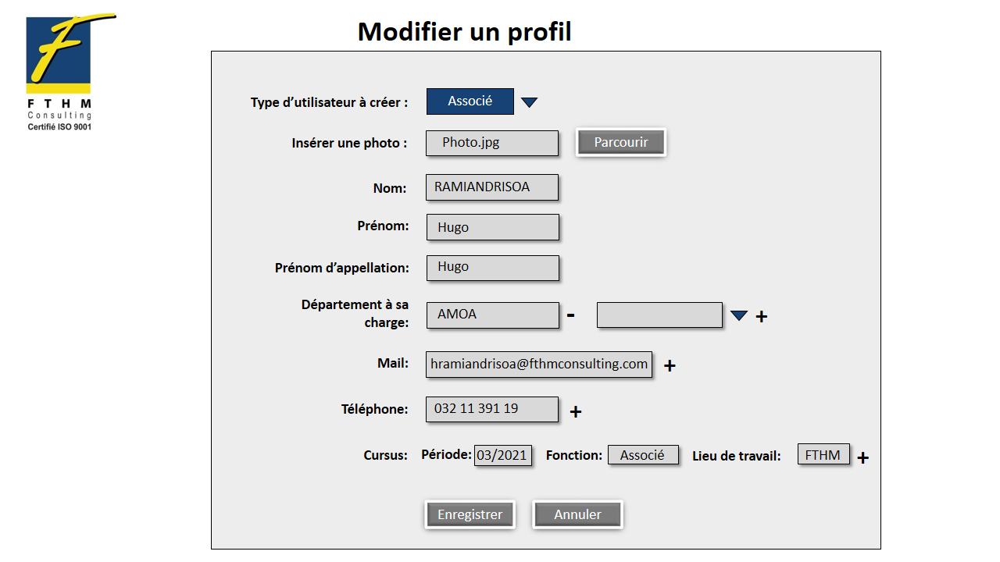 Modifier un profil
FTHM
Consulting
Certifié ISO 9001
Type d’utilisateur à créer : Associé
Insérer une photo : Photo.jpg Parcourir
Nom: RAMIANDRISOA
Prénom: Hugo
Prénom d’appellation: Hugo
Département à sa
charge: AMOA - +
Mail: hramiandrisoa@fthmconsulting.com +
Téléphone: 032 11 391 19 +
Cursus: Période: 03/2021 Fonction: Associé Lieu de travail: FTHM +
Enregistrer Annuler